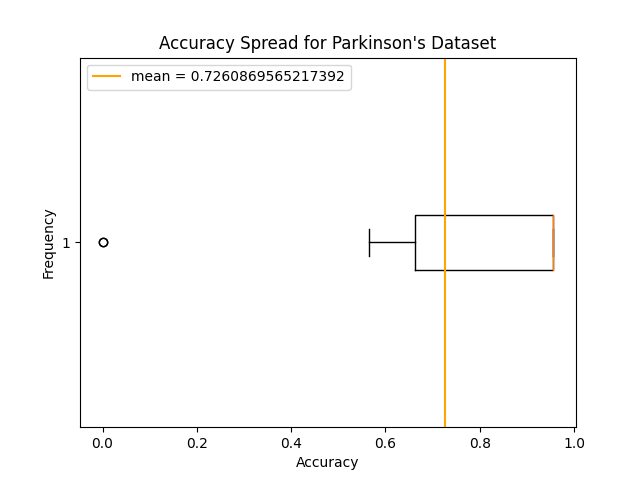 Accuracy Spread for Parkinson's Dataset
mean = 0.7260869565217392
Frequency
1
0.0 0.2 0.4 0.6 0.8 1.0
Accuracy